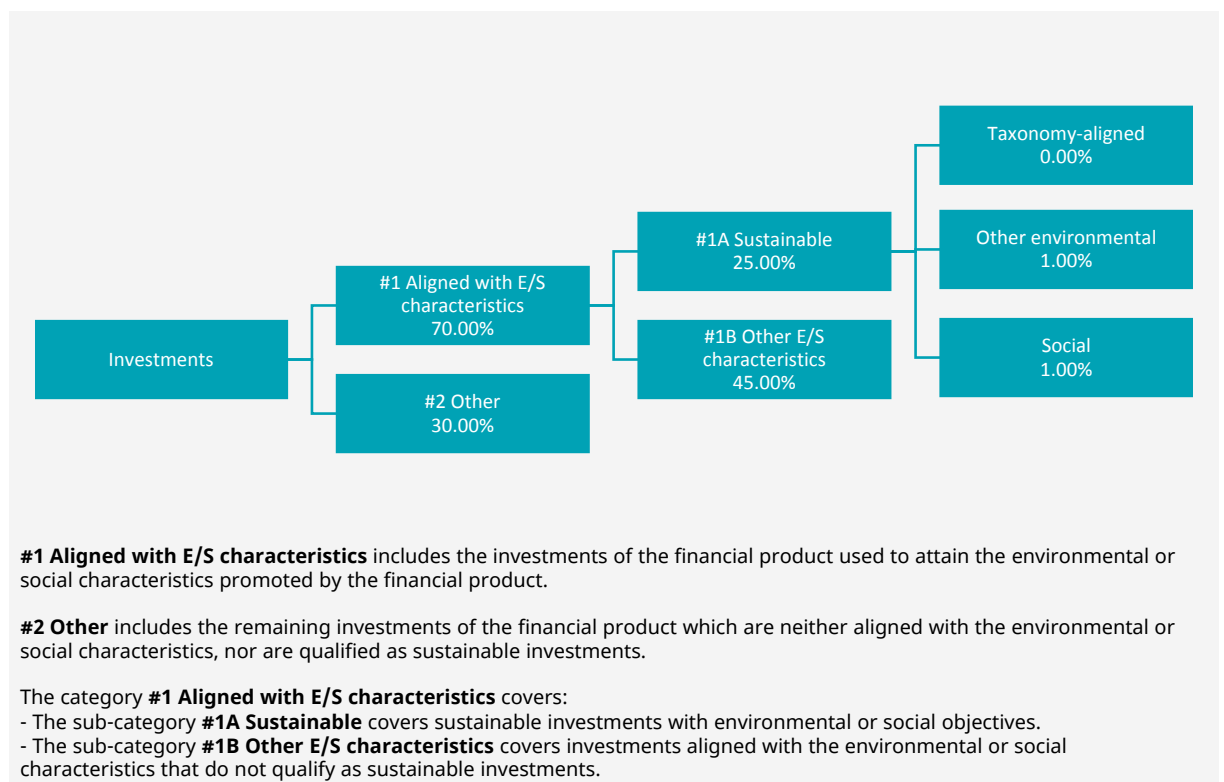 Taxonomy-aligned
0.00%
#1A Sustainable
25.00%
Other environmental
1.00%
#1 Aligned with E/S
characteristics
70.00%
Investments
#1B Other E/S
characteristics
45.00%
Social
1.00%
#2 Other
30.00%
#1 Aligned with E/S characteristics includes the investments of the financial product used to attain the environmental or
social characteristics promoted by the financial product.
#2 Other includes the remaining investments of the financial product which are neither aligned with the environmental or
social characteristics, nor are qualified as sustainable investments.
The category #1 Aligned with E/S characteristics covers:
- The sub-category #1A Sustainable covers sustainable investments with environmental or social objectives.
- The sub-category #1B Other E/S characteristics covers investments aligned with the environmental or social
characteristics that do not qualify as sustainable investments.